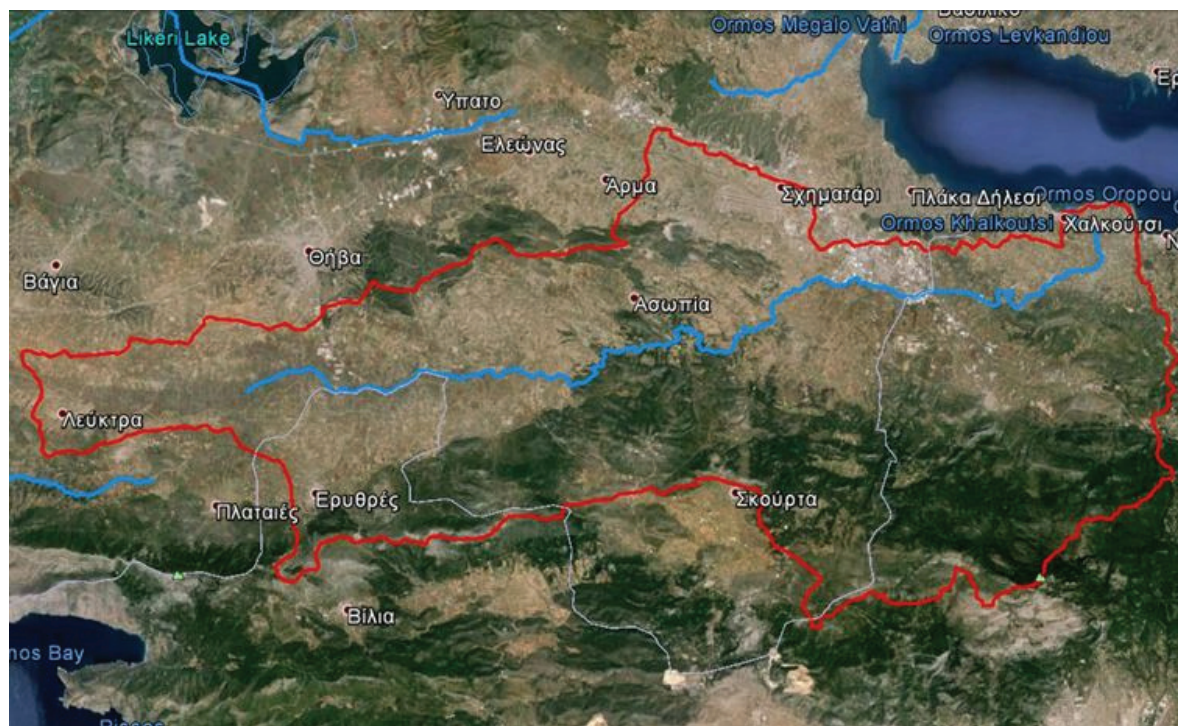 Βασιλικό
Ormos Megalo Vathi
Ormos Levkandiou
Likeri Lake
Ύπατο
Ελεώνας
Άρμα
Σχηματάρι
Πλάκα Δήλεσι
Ormos Oropou
Ormos Khalkoutsi
Χαλκούτσι
Θήβα
Βάγια
Ασωπία
Λεύκτρα
Πλαταιές
Ερυθρές
Σκούρτα
Βίλια
Bay